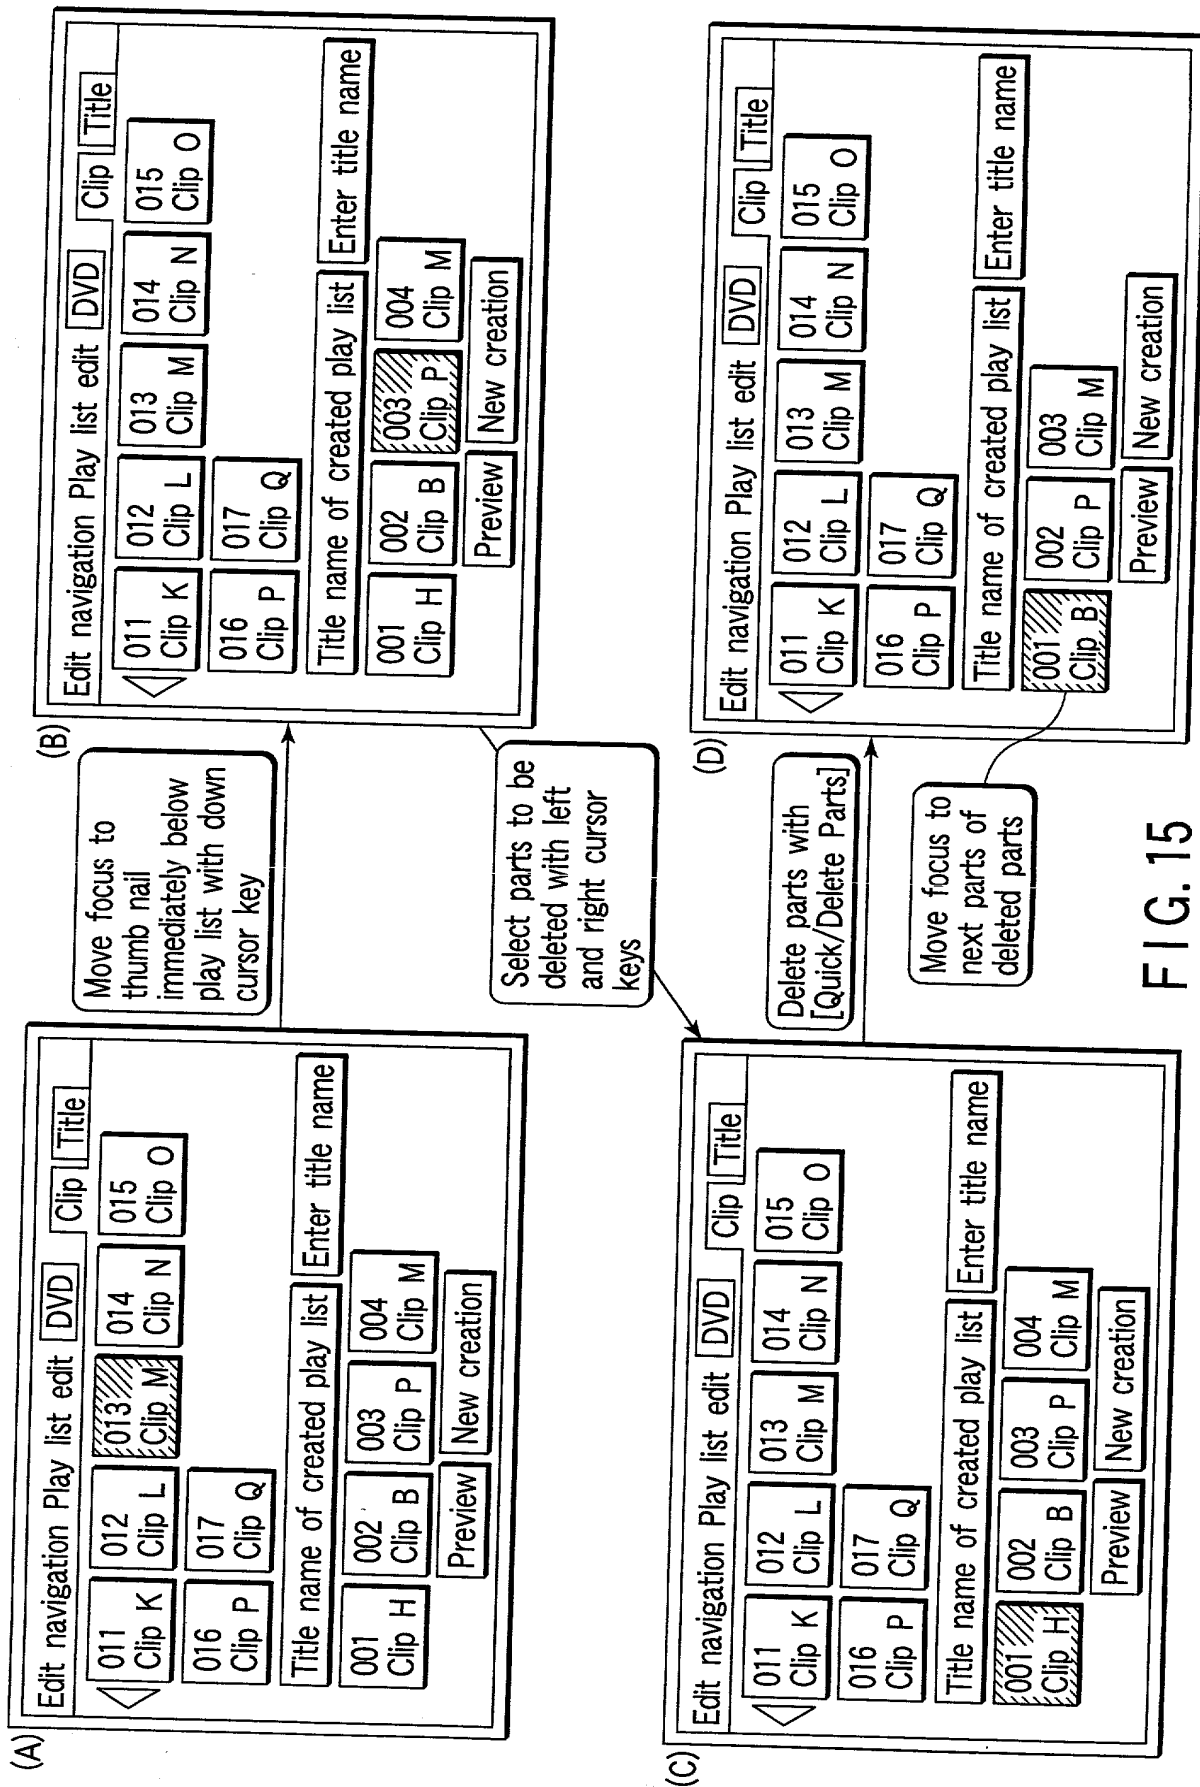 (A)
Edit navigation Play list edit DVD Clip Title
011 012 013 014 015
Clip K Clip L Clip M Clip N Clip O
016 017
Clip P Clip Q
Title name of created play list Enter title name
001 002 003 004
Clip H Clip B Clip P Clip M
Preview New creation
Move focus to
thumb nail
immediately below
play list with down
cursor key
(B)
Edit navigation Play list edit DVD Clip Title
011 012 013 014 015
Clip K Clip L Clip M Clip N Clip O
016 017
Clip P Clip Q
Title name of created play list Enter title name
001 002 003 004
Clip H Clip B Clip P Clip M
Preview New creation
Select parts to be
deleted with left
and right cursor
keys
(C)
Edit navigation Play list edit DVD Clip Title
011 012 013 014 015
Clip K Clip L Clip M Clip N Clip O
016 017
Clip P Clip Q
Title name of created play list Enter title name
001 002 003 004
Clip H Clip B Clip P Clip M
Preview New creation
Delete parts with
[Quick/Delete Parts]
Move focus to
next parts of
deleted parts
(D)
Edit navigation Play list edit DVD Clip Title
011 012 013 014 015
Clip K Clip L Clip M Clip N Clip O
016 017
Clip P Clip Q
Title name of created play list Enter title name
001 002 003
Clip B Clip P Clip M
Preview New creation
FIG. 15